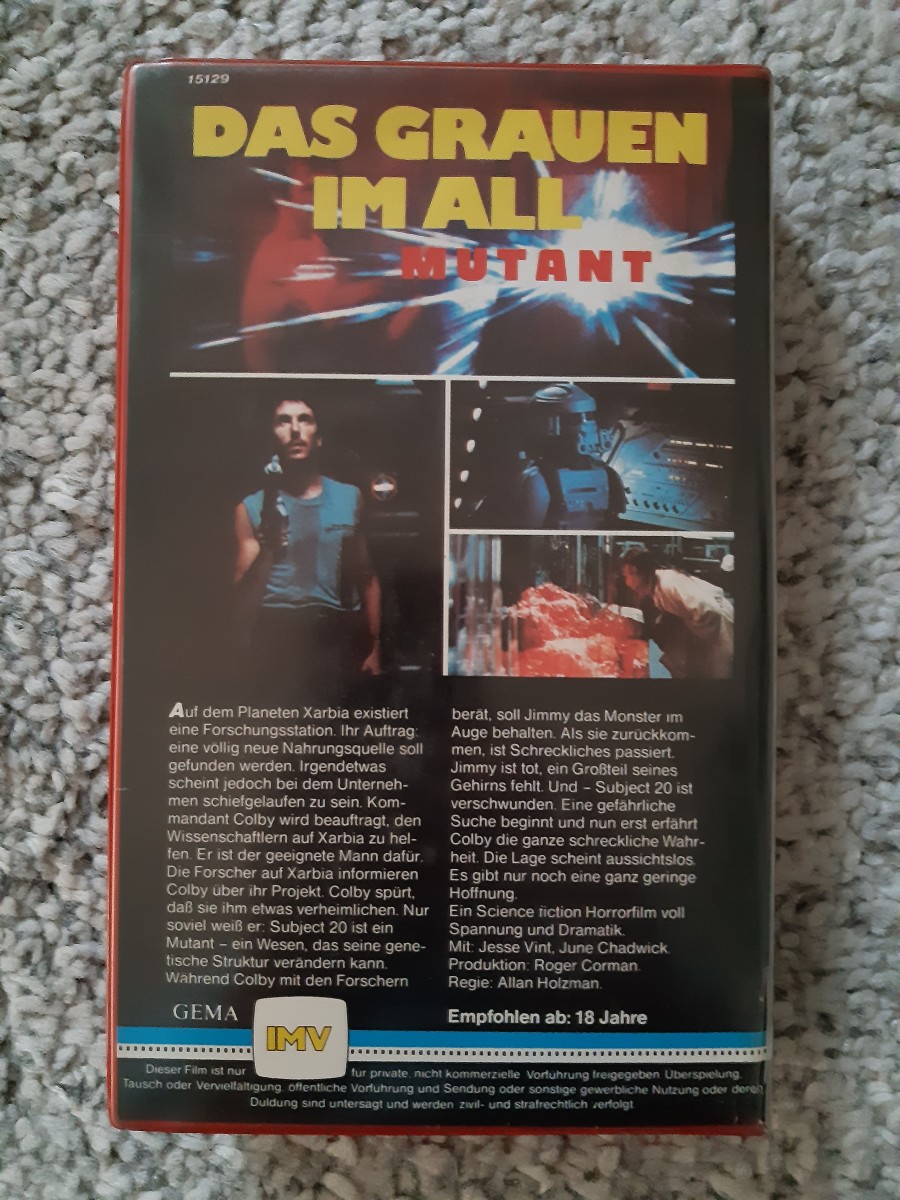 15129
DAS GRAUEN
IM ALL
MUTANT
Auf dem Planeten Xarbia existiert
eine Forschungsstation. Ihr Auftrag:
eine völlig neue Nahrungsquelle soll
gefunden werden. Irgendetwas
scheint jedoch bei dem Unterneh-
men schiefgelaufen zu sein. Kom-
mandant Colby wird beauftragt, den
Wissenschaftlern auf Xarbia zu hel-
fen. Er ist der geeignete Mann dafür.
Die Forscher auf Xarbia informieren
Colby über ihr Projekt. Colby spürt,
daß sie ihm etwas verheimlichen. Nur
soviel weiß er: Subject 20 ist ein
Mutant – ein Wesen, das seine gene-
tische Struktur verändern kann.
Während Colby mit den Forschern
berät, soll Jimmy das Monster im
Auge behalten. Als sie zurückkom-
men, ist Schreckliches passiert.
Jimmy ist tot, ein Großteil seines
Gehirns fehlt. Und – Subject 20 ist
verschwunden. Eine gefährliche
Suche beginnt und nun erst erfährt
Colby die ganze schreckliche Wahr-
heit. Die Lage scheint aussichtslos.
Es gibt nur noch eine ganz geringe
Hoffnung.
Ein Science fiction Horrorfilm voll
Spannung und Dramatik.
Mit: Jesse Vint, June Chadwick.
Produktion: Roger Corman.
Regie: Allan Holzman.
GEMA
IMV
Empfohlen ab: 18 Jahre
Dieser Film ist nur für private, nicht kommerzielle Vorführung freigegeben. Überspielung,
Tausch oder Vervielfältigung, öffentliche Vorführung und Sendung oder sonstige gewerbliche Nutzung oder deren
Duldung sind untersagt und werden zivil- und strafrechtlich verfolgt.